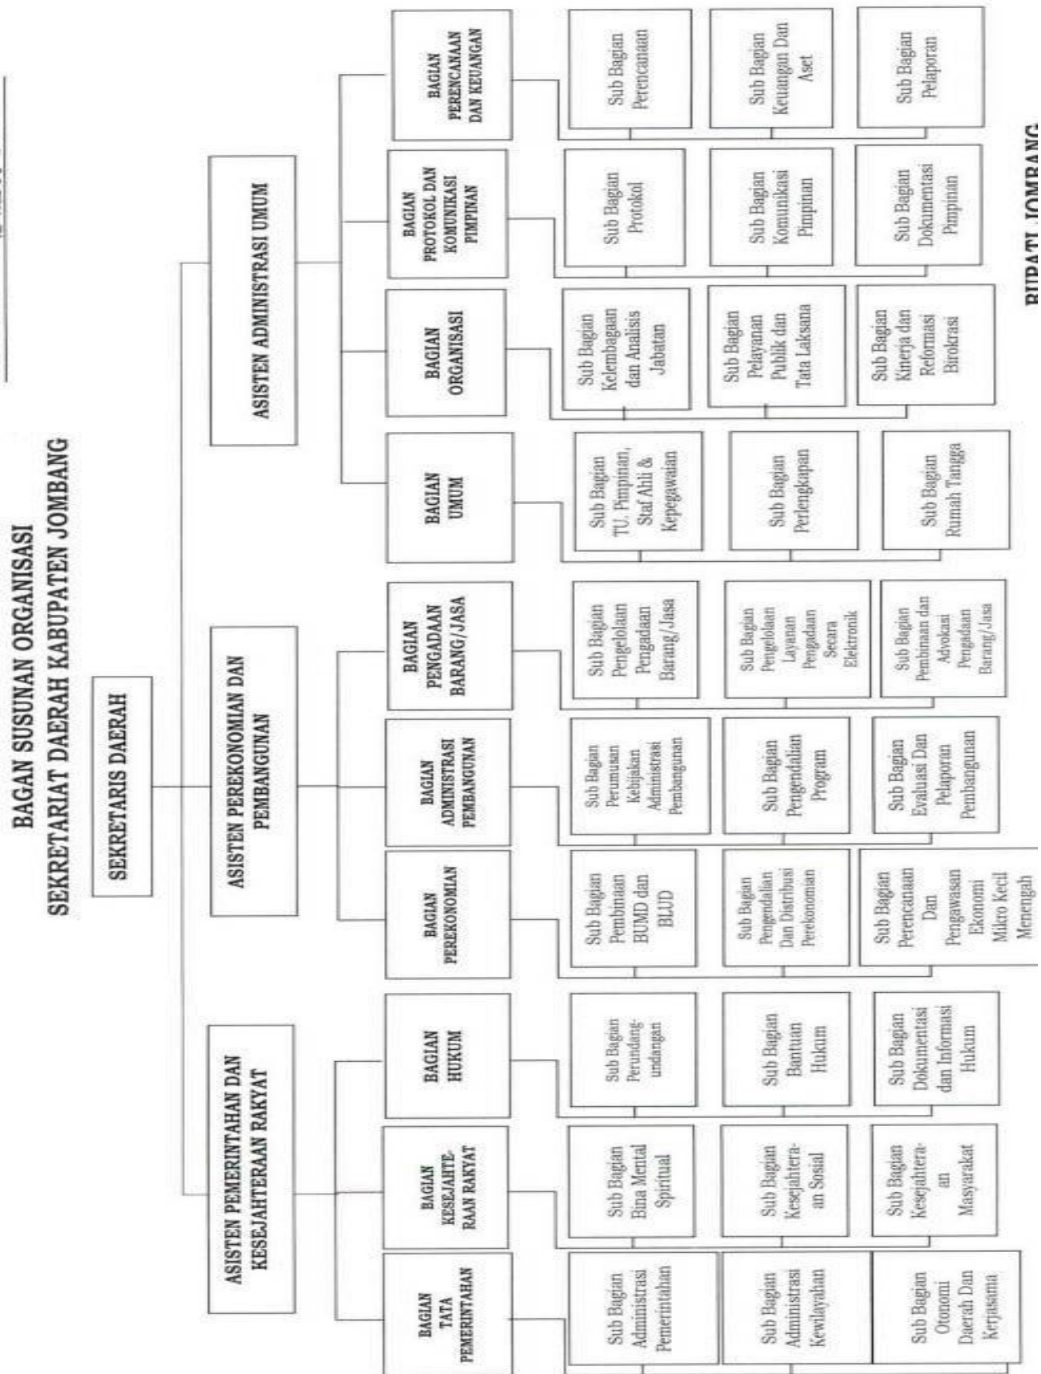 BAGAN SUSUNAN ORGANISASI
SEKRETARIAT DAERAH KABUPATEN JOMBANG
SEKRETARIS DAERAH
ASISTEN PEMERINTAHAN DAN
KESEJAHTERAAN RAKYAT
ASISTEN PEREKONOMIAN DAN
PEMBANGUNAN
ASISTEN ADMINISTRASI UMUM
BAGIAN
TATA
PEMERINTAHAN
BAGIAN
KESEJAHTE-
RAAN RAKYAT
BAGIAN
HUKUM
BAGIAN
PEREKONOMIAN
BAGIAN
ADMINISTRASI
PEMBANGUNAN
BAGIAN
PENGADAAN
BARANG/JASA
BAGIAN
UMUM
BAGIAN
ORGANISASI
BAGIAN
PROTOKOL DAN
KOMUNIKASI
PIMPINAN
BAGIAN
PERENCANAAN
DAN KEUANGAN
Sub Bagian
Administrasi
Pemerintahan
Sub Bagian
Bina Mental
Spiritual
Sub Bagian
Perundang-
undangan
Sub Bagian
Pembinaan
BUMD dan
BLUD
Sub Bagian
Perumusan
Kebijakan
Administrasi
Pembangunan
Sub Bagian
Pengelolaan
Pengadaan
Barang/Jasa
Sub Bagian
TU. Pimpinan,
Staf Ahli &
Kepegawaian
Sub Bagian
Kelembagaan
dan Analisis
Jabatan
Sub Bagian
Protokol
Sub Bagian
Perencanaan
Sub Bagian
Administrasi
Kewilayahan
Sub Bagian
Kesejahtera-
an Sosial
Sub Bagian
Bantuan
Hukum
Sub Bagian
Pengendalian
Dan Distribusi
Perekonomian
Sub Bagian
Pengendalian
Program
Sub Bagian
Pengelolaan
Layanan
Pengadaan
Secara
Elektronik
Sub Bagian
Perlengkapan
Sub Bagian
Pelayanan
Publik dan
Tata Laksana
Sub Bagian
Komunikasi
Pimpinan
Sub Bagian
Keuangan Dan
Aset
Sub Bagian
Otonomi
Daerah Dan
Kerjasama
Sub Bagian
Kesejahtera-
an
Masyarakat
Sub Bagian
Dokumentasi
dan Informasi
Hukum
Sub Bagian
Perencanaan
Dan
Pengawasan
Ekonomi
Mikro Kecil
Menengah
Sub Bagian
Evaluasi Dan
Pelaporan
Pembangunan
Sub Bagian
Pembinaan dan
Advokasi
Pengadaan
Barang/Jasa
Sub Bagian
Rumah Tangga
Sub Bagian
Kinerja dan
Reformasi
Birokrasi
Sub Bagian
Dokumentasi
Pimpinan
Sub Bagian
Pelaporan
BUPATI JOMBANG